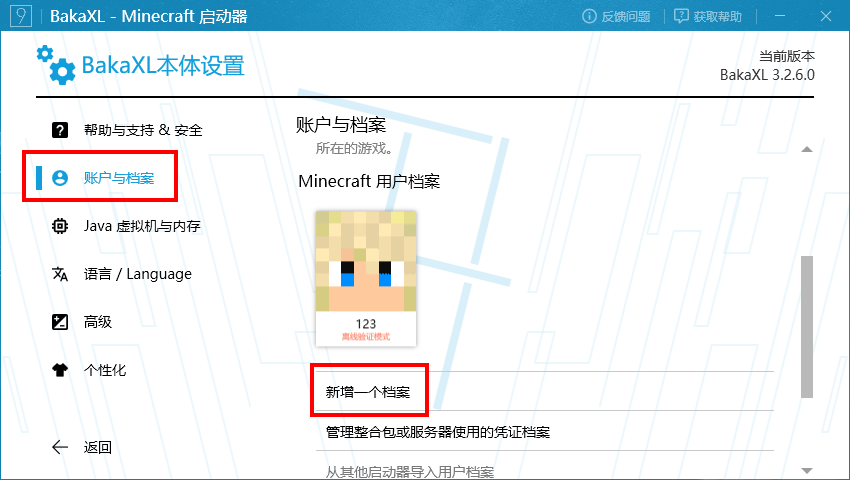 9 BakaXL - Minecraft 启动器 反馈问题 获取帮助
BakaXL本体设置
当前版本
BakaXL 3.2.6.0
帮助与支持 & 安全
账户与档案
Java 虚拟机与内存
语言 / Language
高级
个性化
返回
账户与档案
所在的游戏。
Minecraft 用户档案
123
离线验证模式
新增一个档案
管理整合包或服务器使用的凭证档案
从其他启动器导入用户档案